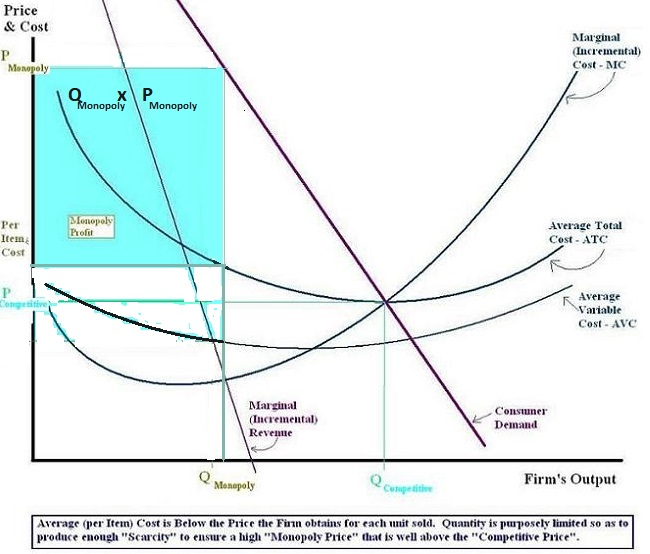 Price
& Cost
P
Monopoly
Q Monopoly x P Monopoly
Marginal
(Incremental)
Cost - MC
Monopoly
Profit
Per
Item
Cost
Average Total
Cost - ATC
P
Competitive
Average
Variable
Cost - AVC
Marginal
(Incremental)
Revenue
Consumer
Demand
Q Monopoly
Q Competitive
Firm's Output
Average (per Item) Cost is Below the Price the Firm obtains for each unit sold. Quantity is purposely limited so as to
produce enough "Scarcity" to ensure a high "Monopoly Price" that is well above the "Competitive Price".